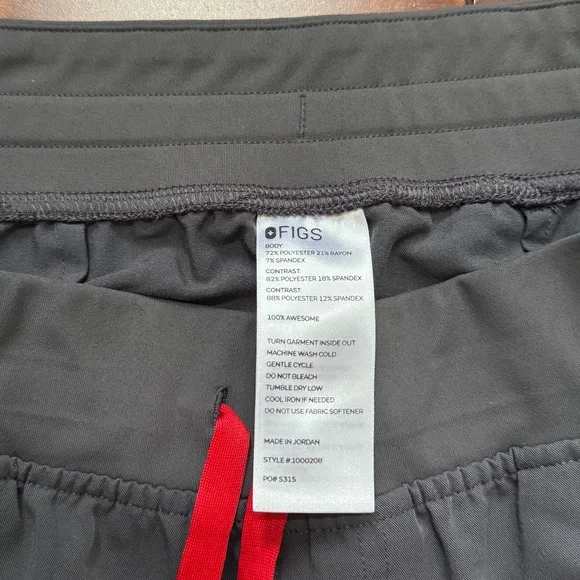 FIGS
BODY:
72% POLYESTER 21% RAYON
7% SPANDEX
CONTRAST:
82% POLYESTER 18% SPANDEX
CONTRAST:
88% POLYESTER 12% SPANDEX
100% AWESOME
TURN GARMENT INSIDE OUT
MACHINE WASH COLD
GENTLE CYCLE
DO NOT BLEACH
TUMBLE DRY LOW
COOL IRON IF NEEDED
DO NOT USE FABRIC SOFTENER
MADE IN JORDAN
STYLE #:1000208
PO# 5315